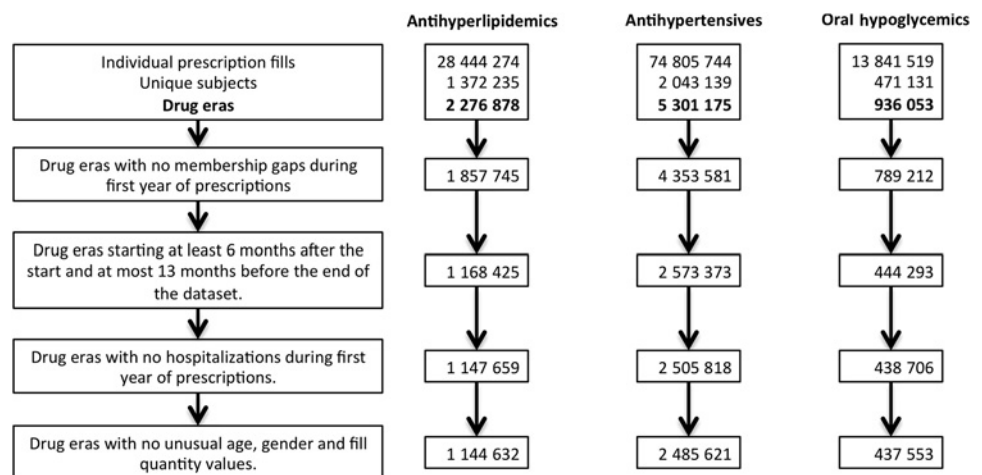 Antihyperlipidemics Antihypertensives Oral hypoglycemics
Individual prescription fills 28 444 274 74 805 744 13 841 519
Unique subjects 1 372 235 2 043 139 471 131
Drug eras 2 276 878 5 301 175 936 053
Drug eras with no membership gaps during
first year of prescriptions
1 857 745 4 353 581 789 212
Drug eras starting at least 6 months after the
start and at most 13 months before the end of
the dataset.
1 168 425 2 573 373 444 293
Drug eras with no hospitalizations during first
year of prescriptions.
1 147 659 2 505 818 438 706
Drug eras with no unusual age, gender and fill
quantity values.
1 144 632 2 485 621 437 553